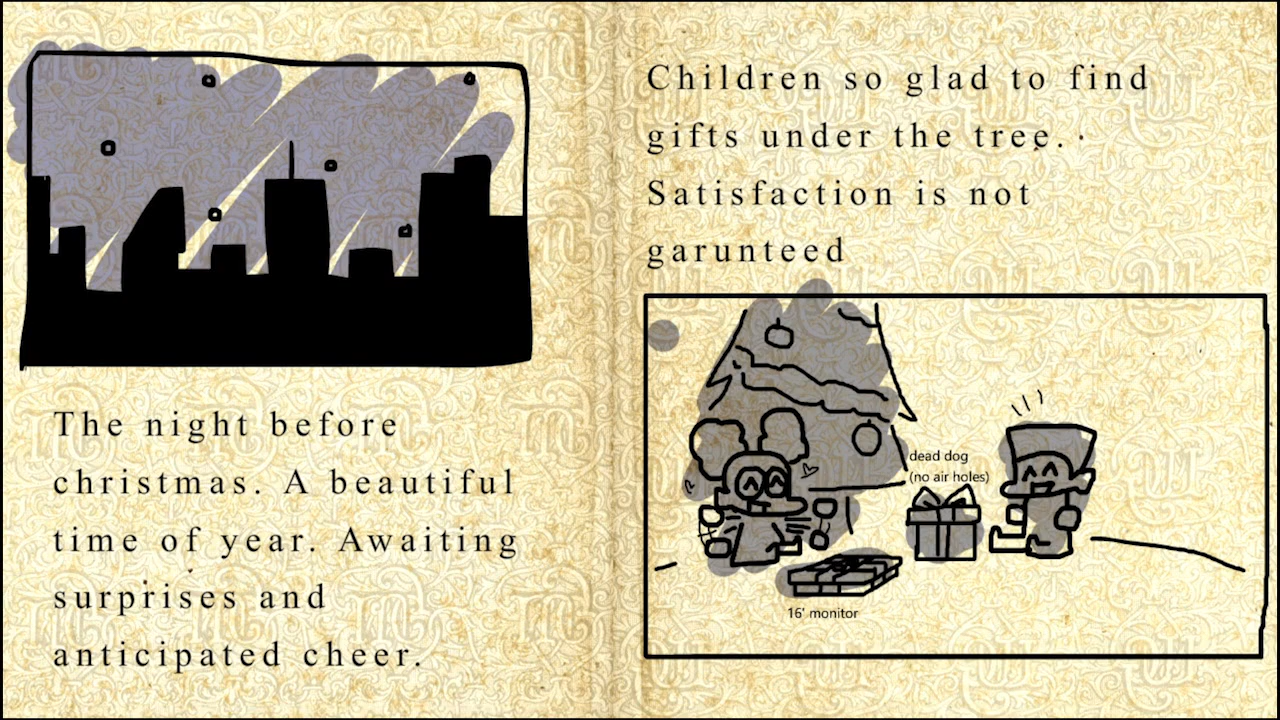 The night before
christmas. A beautiful
time of year. Awaiting
surprises and
anticipated cheer.
Children so glad to find
gifts under the tree.
Satisfaction is not
garunteed
dead dog
(no air holes)
16' monitor